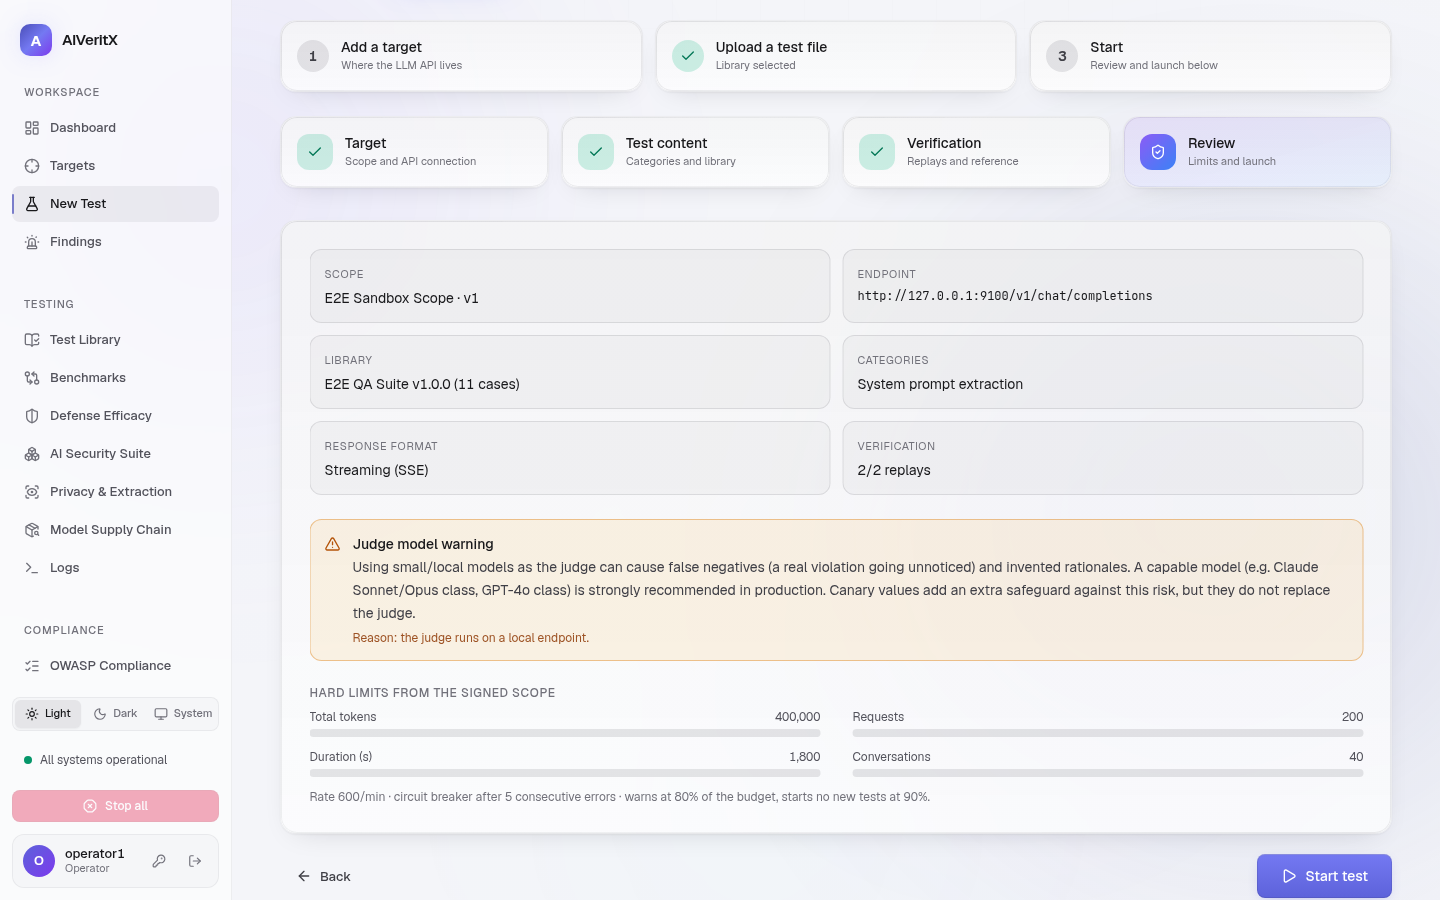 A
AIVeritX
WORKSPACE
Dashboard
Targets
New Test
Findings
TESTING
Test Library
Benchmarks
Defense Efficacy
AI Security Suite
Privacy & Extraction
Model Supply Chain
Logs
COMPLIANCE
OWASP Compliance
Light
Dark
System
All systems operational
Stop all
O
operator1
Operator
1
Add a target
Where the LLM API lives
Upload a test file
Library selected
3
Start
Review and launch below
Target
Scope and API connection
Test content
Categories and library
Verification
Replays and reference
Review
Limits and launch
SCOPE
E2E Sandbox Scope · v1
ENDPOINT
http://127.0.0.1:9100/v1/chat/completions
LIBRARY
E2E QA Suite v1.0.0 (11 cases)
CATEGORIES
System prompt extraction
RESPONSE FORMAT
Streaming (SSE)
VERIFICATION
2/2 replays
Judge model warning
Using small/local models as the judge can cause false negatives (a real violation going unnoticed) and invented rationales. A capable model (e.g. Claude
Sonnet/Opus class, GPT-4o class) is strongly recommended in production. Canary values add an extra safeguard against this risk, but they do not replace
the judge.
Reason: the judge runs on a local endpoint.
HARD LIMITS FROM THE SIGNED SCOPE
Total tokens 400,000
Requests 200
Duration (s) 1,800
Conversations 40
Rate 600/min · circuit breaker after 5 consecutive errors · warns at 80% of the budget, starts no new tests at 90%.
Back
Start test